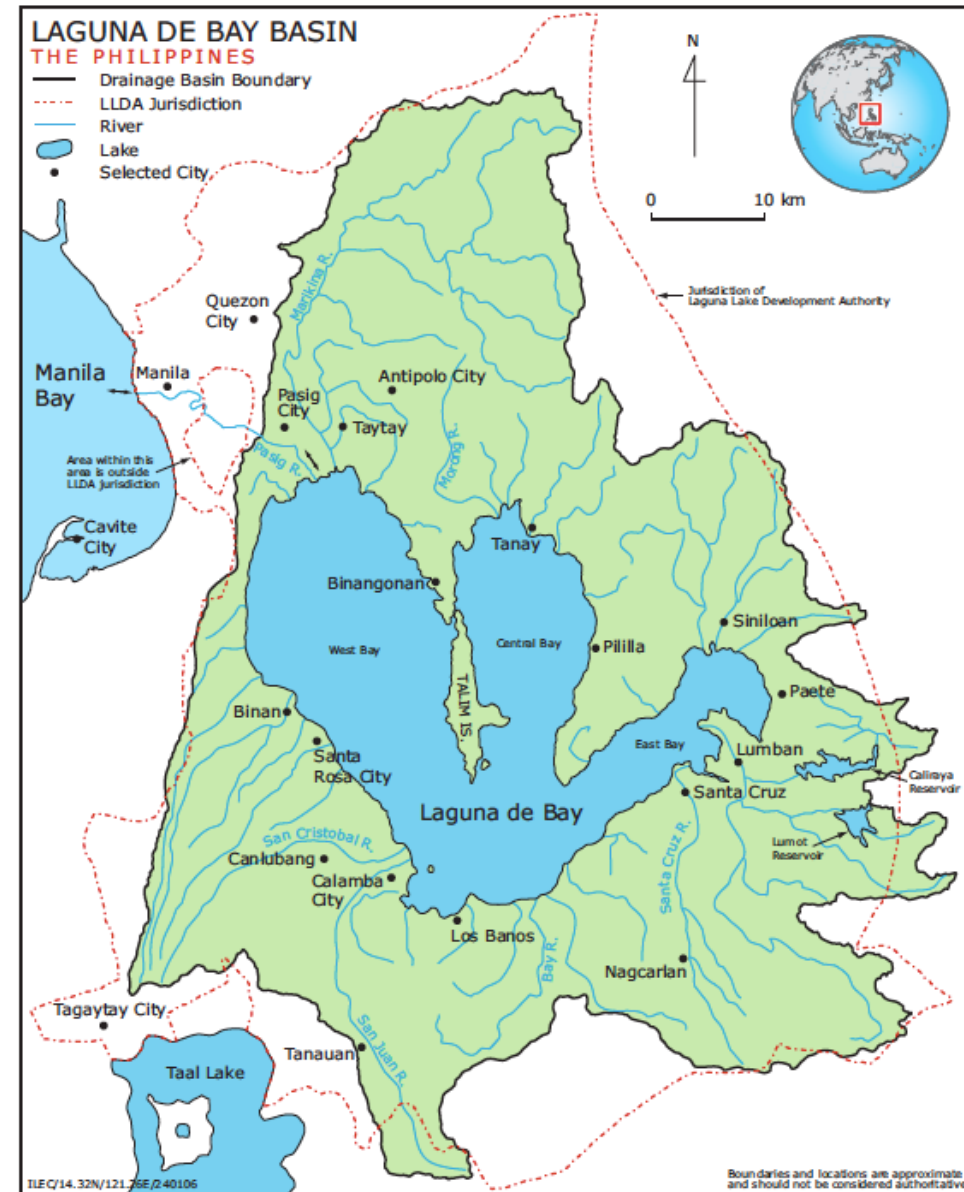 LAGUNA DE BAY BASIN
THE PHILIPPINES
Drainage Basin Boundary
LLDA Jurisdiction
River
Lake
Selected City
N
0 10 km
Jurisdiction of
Laguna Lake Development Authority
Marikina R.
Quezon
City
Manila
Bay
Manila
Antipolo City
Pasig
City
Taytay
Morong R.
Pasig R.
Area within this
area is outside
LLDA jurisdiction
Cavite
City
Tanay
Binangonan
Siniloan
West Bay
Central Bay
Pililla
TALIM IS.
Paete
Binan
East Bay
Lumban
Santa
Rosa City
Caliraya
Reservoir
Santa Cruz
Laguna de Bay
San Cristobal R.
Lumot
Reservoir
Canlubang
Calamba
City
Santa Cruz R.
Los Banos
Bay R.
Nagcarlan
Tagaytay City
Tanauan
San Juan R.
Taal Lake
ILEC/14.32N/121.26E/240106
Boundaries and locations are approximate
and should not be considered authoritative